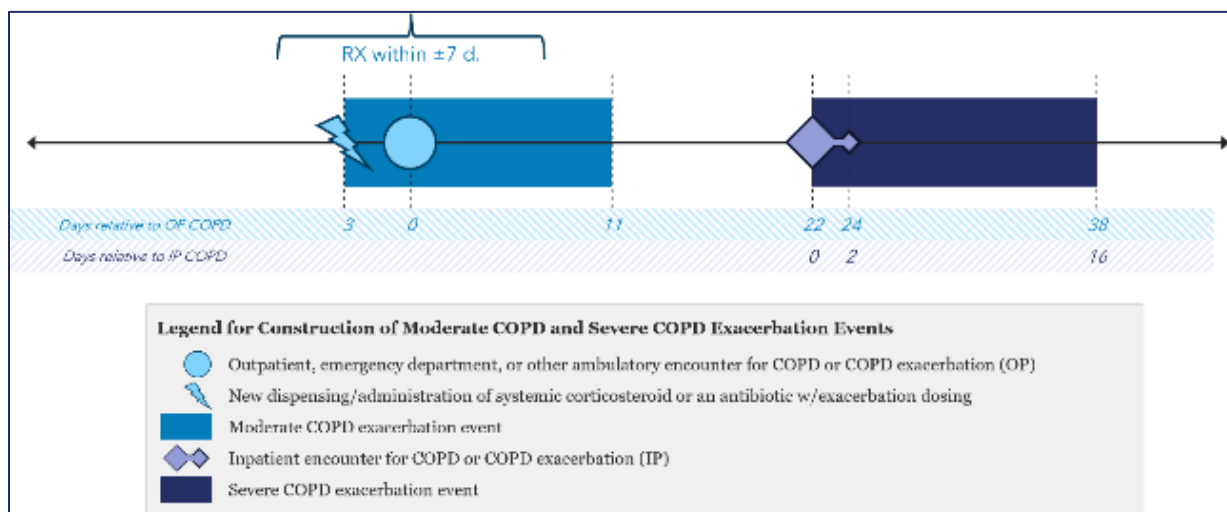 RX within ±7 d.
Days relative to OP COPD 3 0 11 22 24 38
Days relative to IP COPD 0 2 16
Legend for Construction of Moderate COPD and Severe COPD Exacerbation Events
Outpatient, emergency department, or other ambulatory encounter for COPD or COPD exacerbation (OP)
New dispensing/administration of systemic corticosteroid or an antibiotic w/exacerbation dosing
Moderate COPD exacerbation event
Inpatient encounter for COPD or COPD exacerbation (IP)
Severe COPD exacerbation event